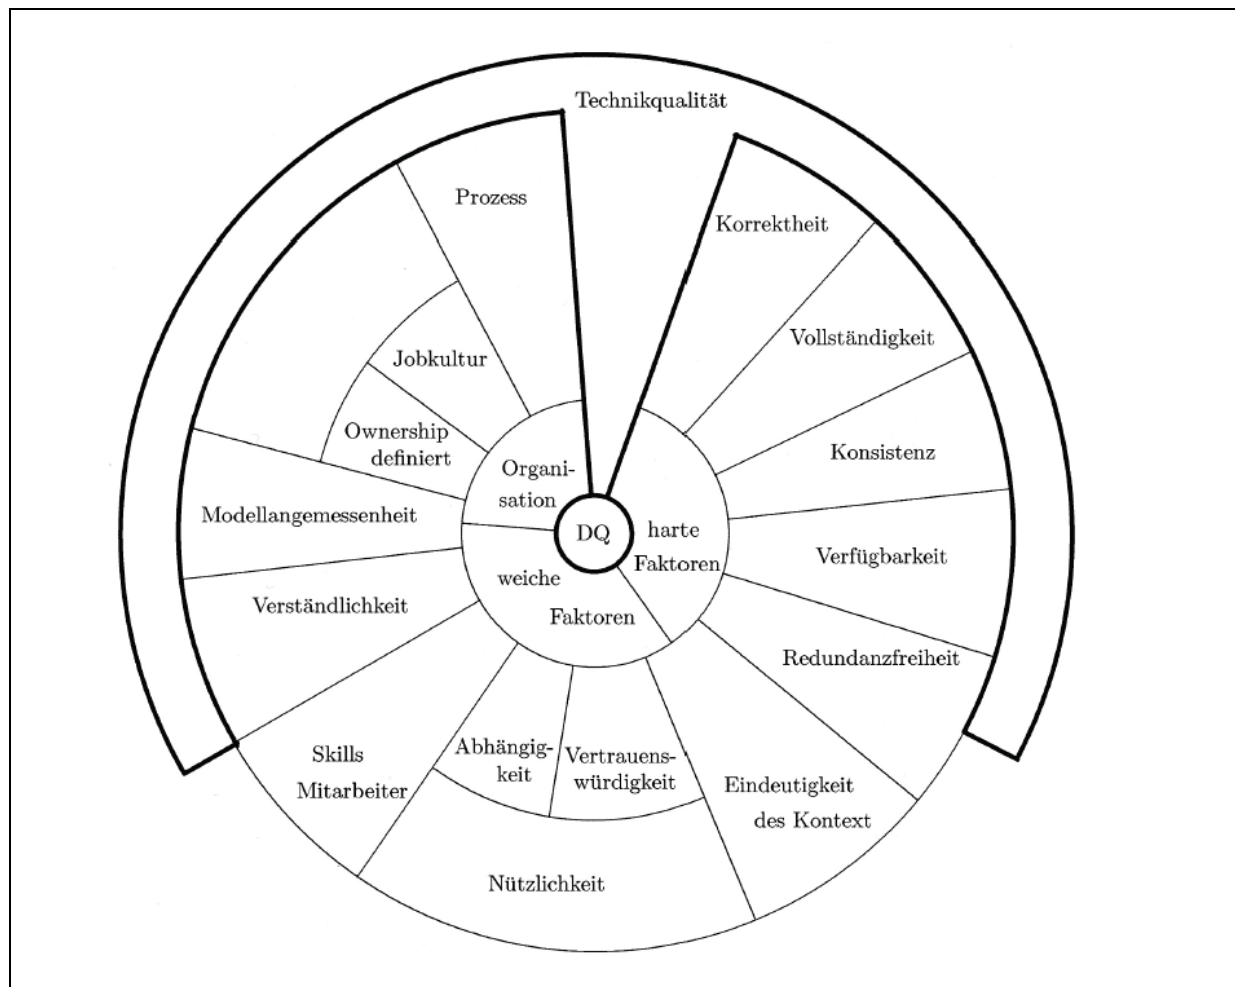 Technikqualität
Prozess
Korrektheit
Vollständigkeit
Jobkultur
Ownership
definiert
Konsistenz
Organi-
sation
Modellangemessenheit
DQ
harte
Faktoren
Verfügbarkeit
weiche
Faktoren
Verständlichkeit
Redundanzfreiheit
Skills
Mitarbeiter
Abhängig-
keit
Vertrauens-
würdigkeit
Eindeutigkeit
des Kontext
Nützlichkeit